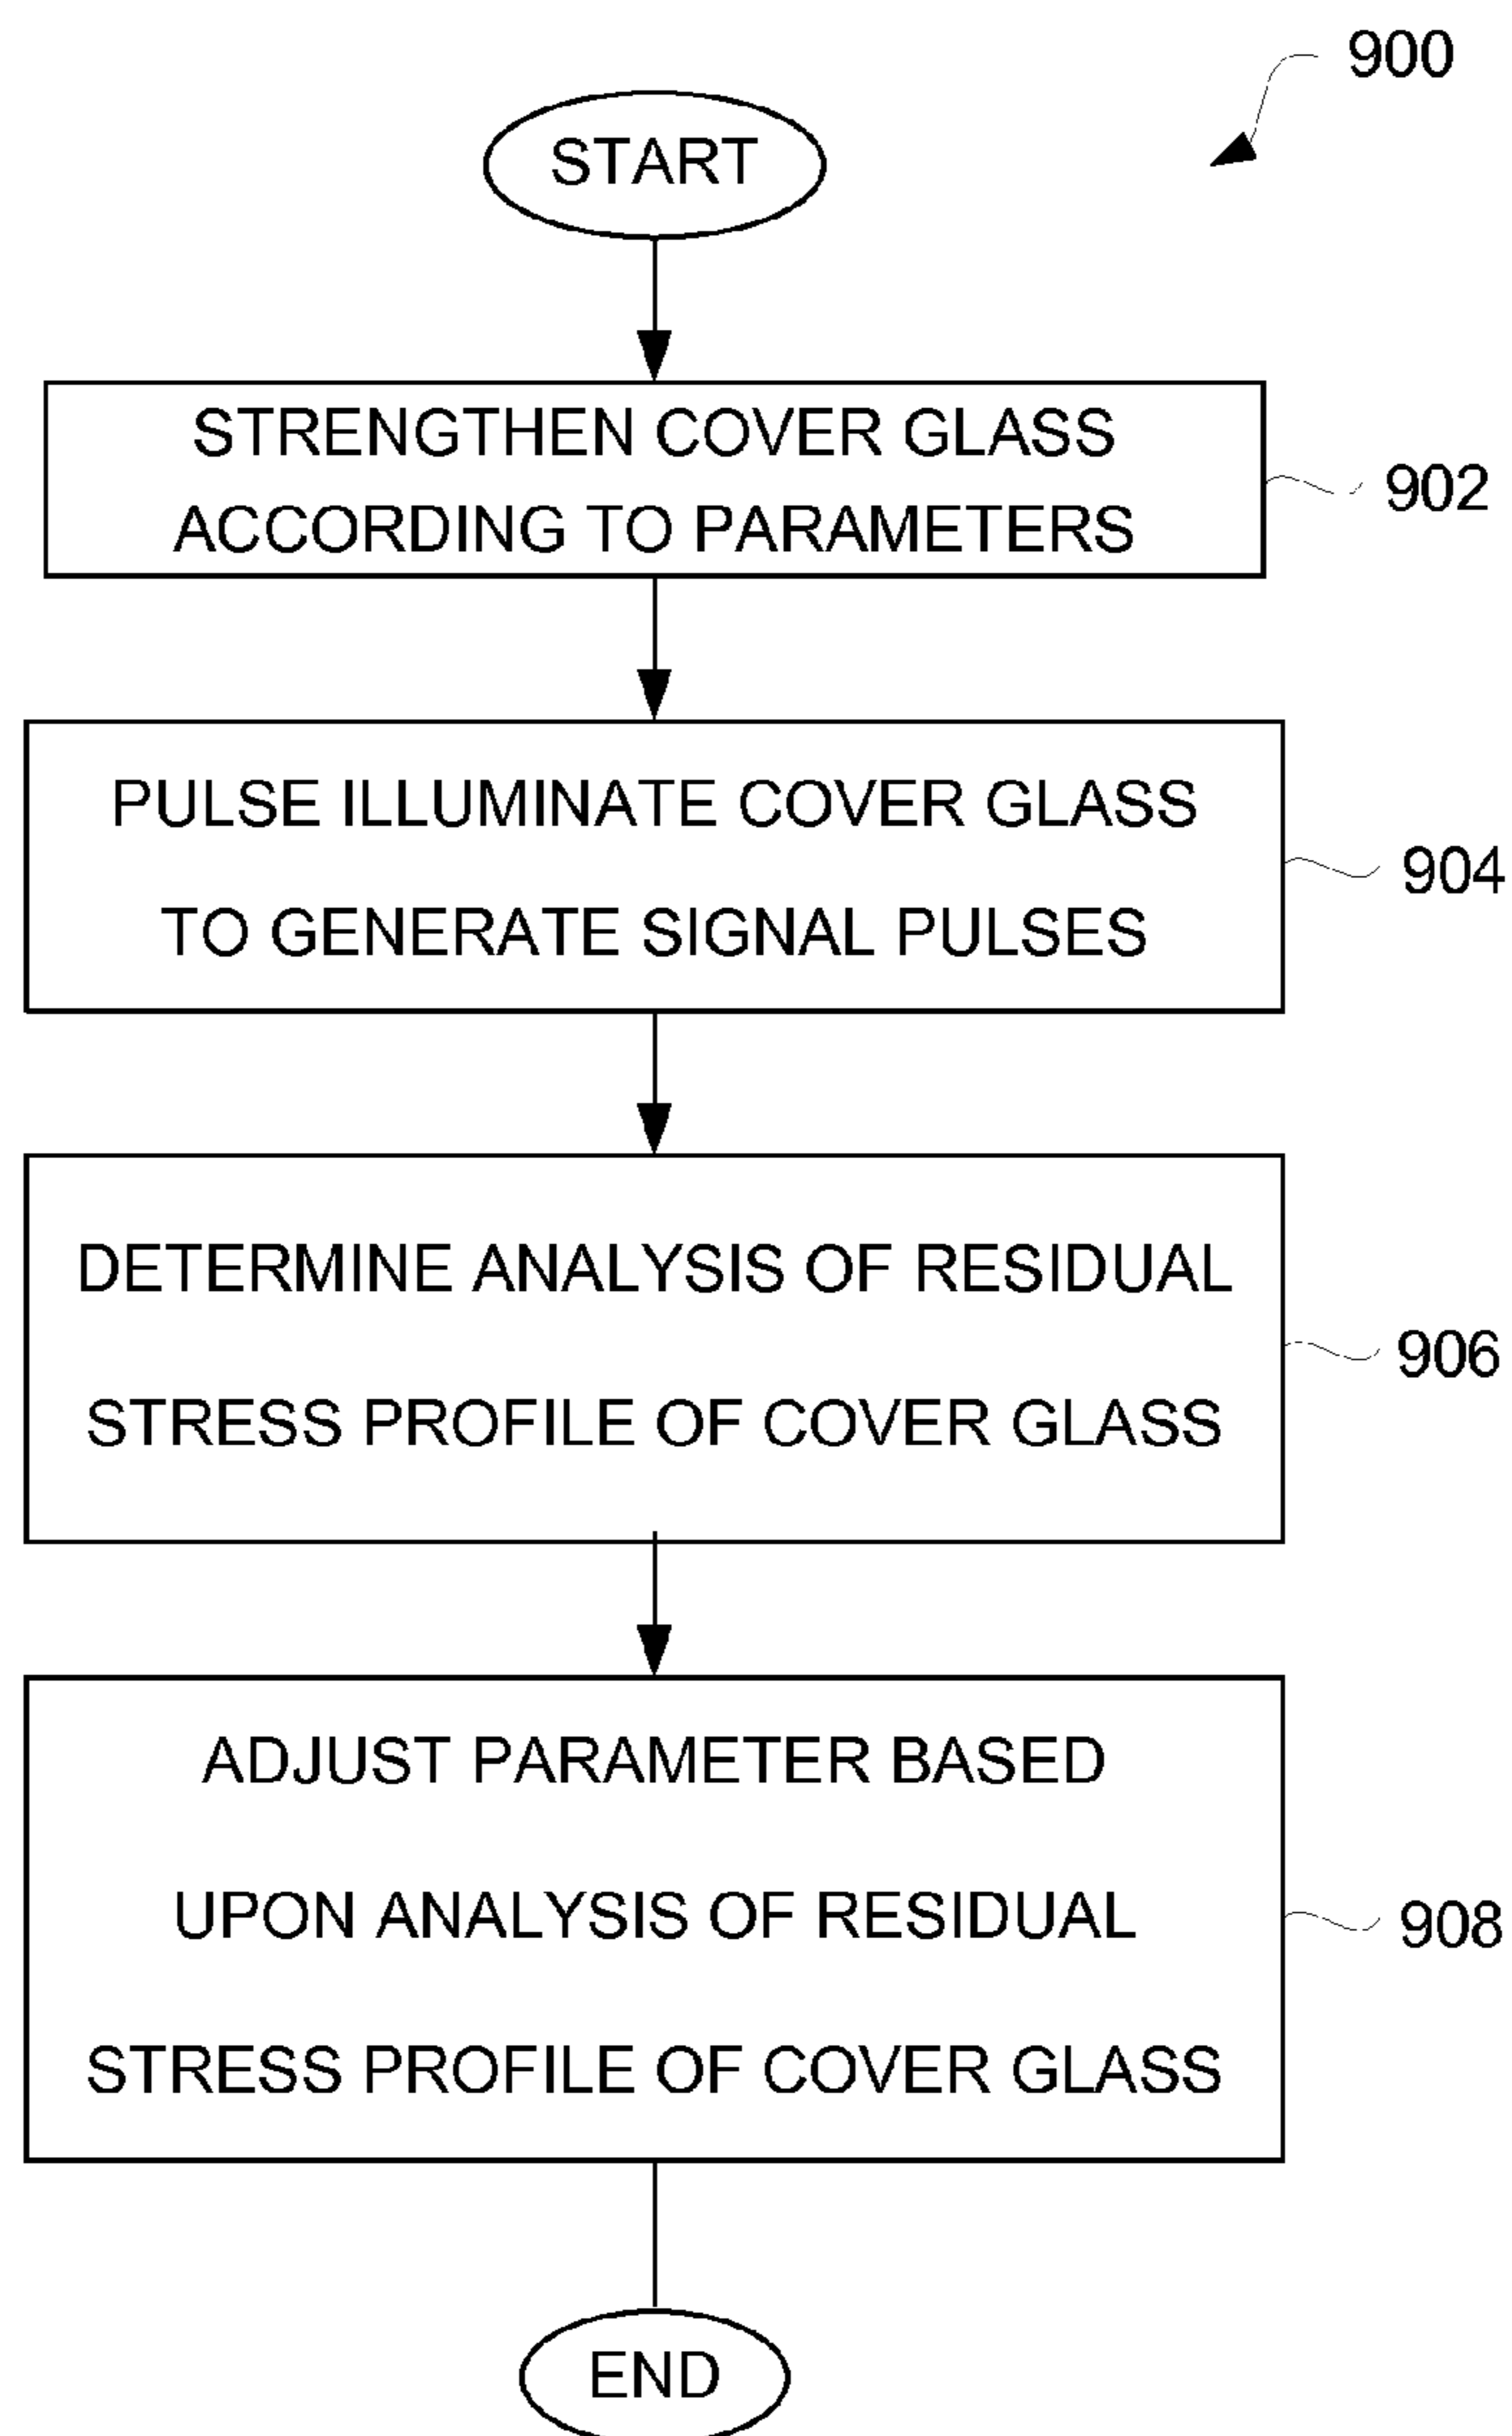 900
START
STRENGTHEN COVER GLASS
ACCORDING TO PARAMETERS
902
PULSE ILLUMINATE COVER GLASS
TO GENERATE SIGNAL PULSES
904
DETERMINE ANALYSIS OF RESIDUAL
STRESS PROFILE OF COVER GLASS
906
ADJUST PARAMETER BASED
UPON ANALYSIS OF RESIDUAL
STRESS PROFILE OF COVER GLASS
908
END